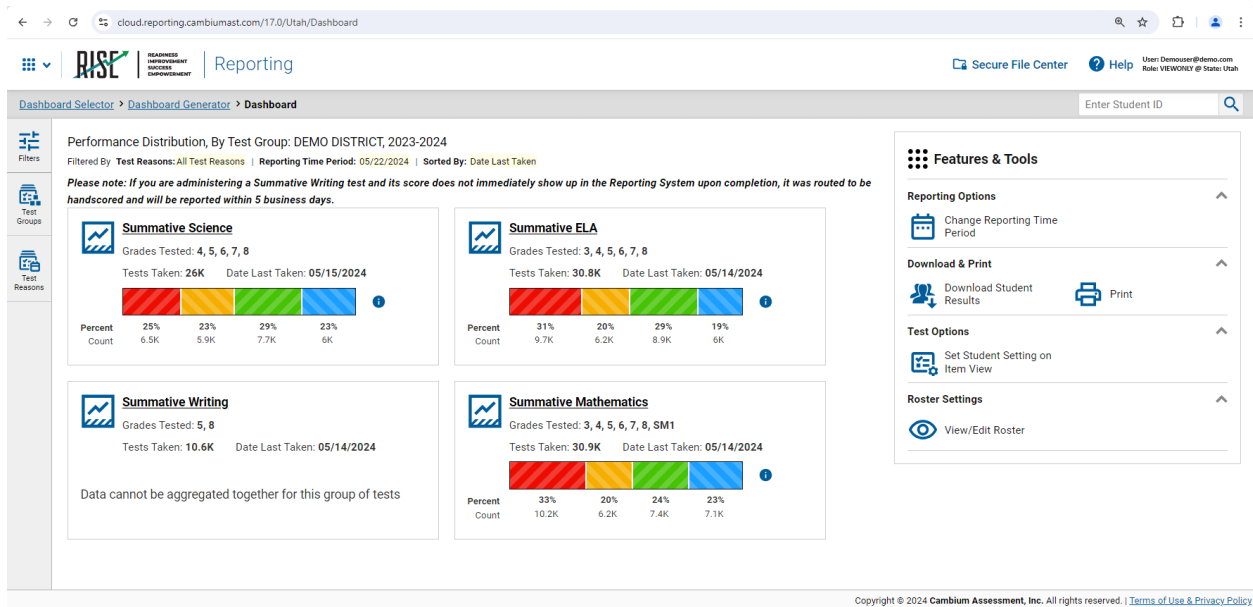 cloud.reporting.cambiumast.com/17.0/Utah/Dashboard
RISE
READINESS
IMPROVEMENT
SUCCESS
EMPOWERMENT
Reporting
Secure File Center
Help
User: Demouser@demo.com
Role: VIEWONLY @ State: Utah
Dashboard Selector > Dashboard Generator > Dashboard
Enter Student ID
Filters
Test
Groups
Test
Reasons
Performance Distribution, By Test Group: DEMO DISTRICT, 2023-2024
Filtered By Test Reasons: All Test Reasons | Reporting Time Period: 05/22/2024 | Sorted By: Date Last Taken
Please note: If you are administering a Summative Writing test and its score does not immediately show up in the Reporting System upon completion, it was routed to be
handscored and will be reported within 5 business days.
Summative Science
Grades Tested: 4, 5, 6, 7, 8
Tests Taken: 26K Date Last Taken: 05/15/2024
Percent 25% 23% 29% 23%
Count 6.5K 5.9K 7.7K 6K
Summative ELA
Grades Tested: 3, 4, 5, 6, 7, 8
Tests Taken: 30.8K Date Last Taken: 05/14/2024
Percent 31% 20% 29% 19%
Count 9.7K 6.2K 8.9K 6K
Summative Writing
Grades Tested: 5, 8
Tests Taken: 10.6K Date Last Taken: 05/14/2024
Data cannot be aggregated together for this group of tests
Summative Mathematics
Grades Tested: 3, 4, 5, 6, 7, 8, SM1
Tests Taken: 30.9K Date Last Taken: 05/14/2024
Percent 33% 20% 24% 23%
Count 10.2K 6.2K 7.4K 7.1K
Features & Tools
Reporting Options
Change Reporting Time
Period
Download & Print
Download Student
Results
Print
Test Options
Set Student Setting on
Item View
Roster Settings
View/Edit Roster
Copyright © 2024 Cambium Assessment, Inc. All rights reserved. | Terms of Use & Privacy Policy